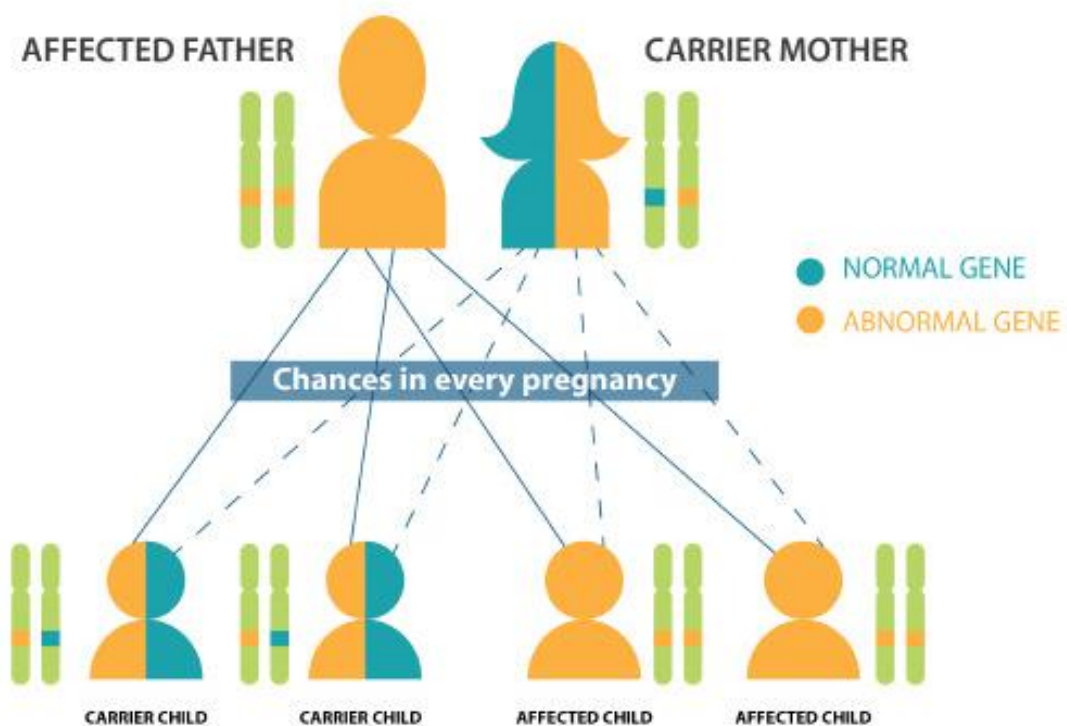 AFFECTED FATHER
CARRIER MOTHER
NORMAL GENE
ABNORMAL GENE
Chances in every pregnancy
CARRIER CHILD
CARRIER CHILD
AFFECTED CHILD
AFFECTED CHILD